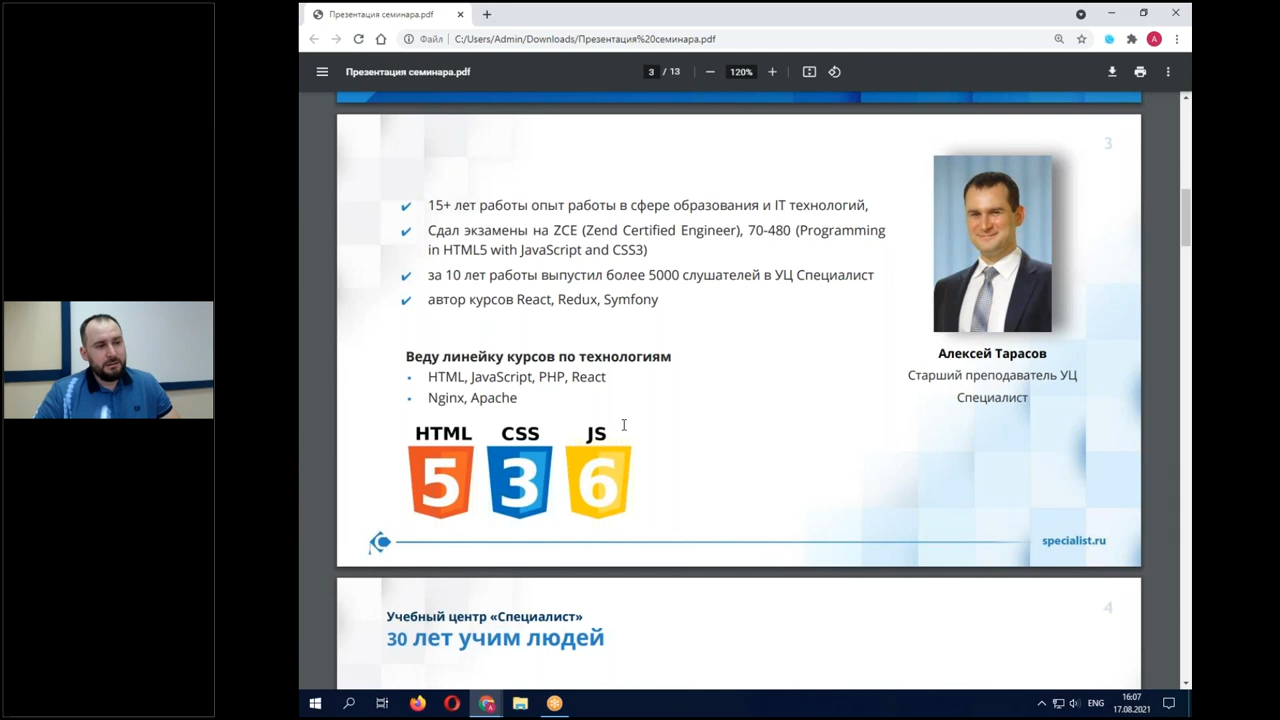 Презентация семинара.pdf
Файл
C:/Users/Admin/Downloads/Презентация%20семинара.pdf
A
Презентация семинара.pdf
3 / 13
120%
3
15+ лет работы опыт работы в сфере образования и IT технологий,
Сдал экзамены на ZCE (Zend Certified Engineer), 70-480 (Programming
in HTML5 with JavaScript and CSS3)
за 10 лет работы выпустил более 5000 слушателей в УЦ Специалист
автор курсов React, Redux, Symfony
Алексей Тарасов
Старший преподаватель УЦ
Специалист
Веду линейку курсов по технологиям
HTML, JavaScript, PHP, React
Nginx, Apache
HTML CSS JS
5 3 6
specialist.ru
4
Учебный центр «Специалист»
30 лет учим людей
ENG
16:07
17.08.2021